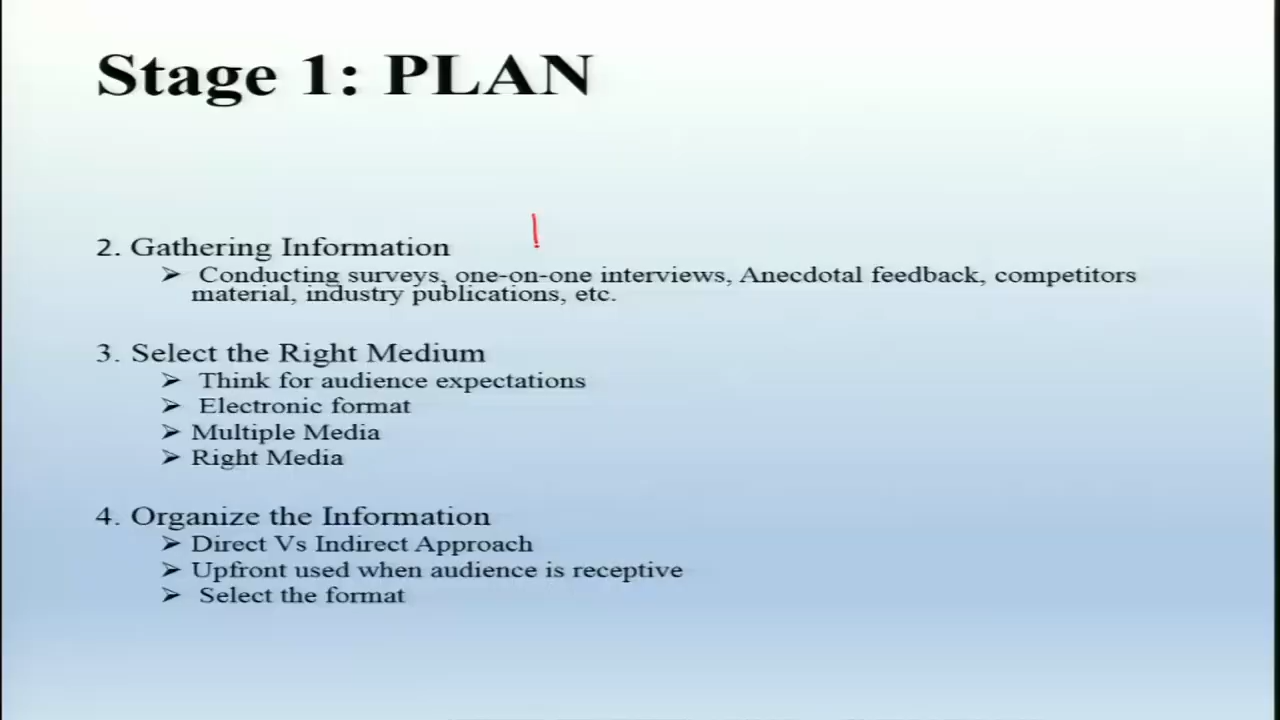 Stage 1: PLAN
2. Gathering Information
➢ Conducting surveys, one-on-one interviews, Anecdotal feedback, competitors
material, industry publications, etc.
3. Select the Right Medium
➢ Think for audience expectations
➢ Electronic format
➢ Multiple Media
➢ Right Media
4. Organize the Information
➢ Direct Vs Indirect Approach
➢ Upfront used when audience is receptive
➢ Select the format